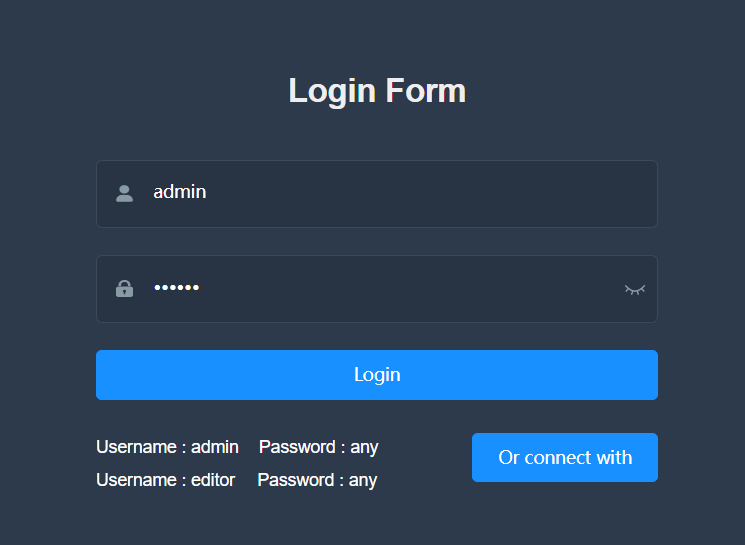 Login Form
admin
••••••
Login
Username : admin Password : any
Username : editor Password : any
Or connect with